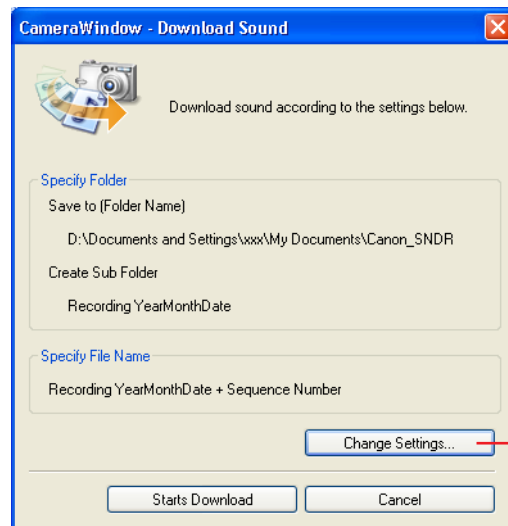 CameraWindow - Download Sound
Download sound according to the settings below.
Specify Folder
Save to (Folder Name)
D:\Documents and Settings\xxx\My Documents\Canon_SNDR
Create Sub Folder
Recording YearMonthDate
Specify File Name
Recording YearMonthDate + Sequence Number
Change Settings...
Starts Download
Cancel